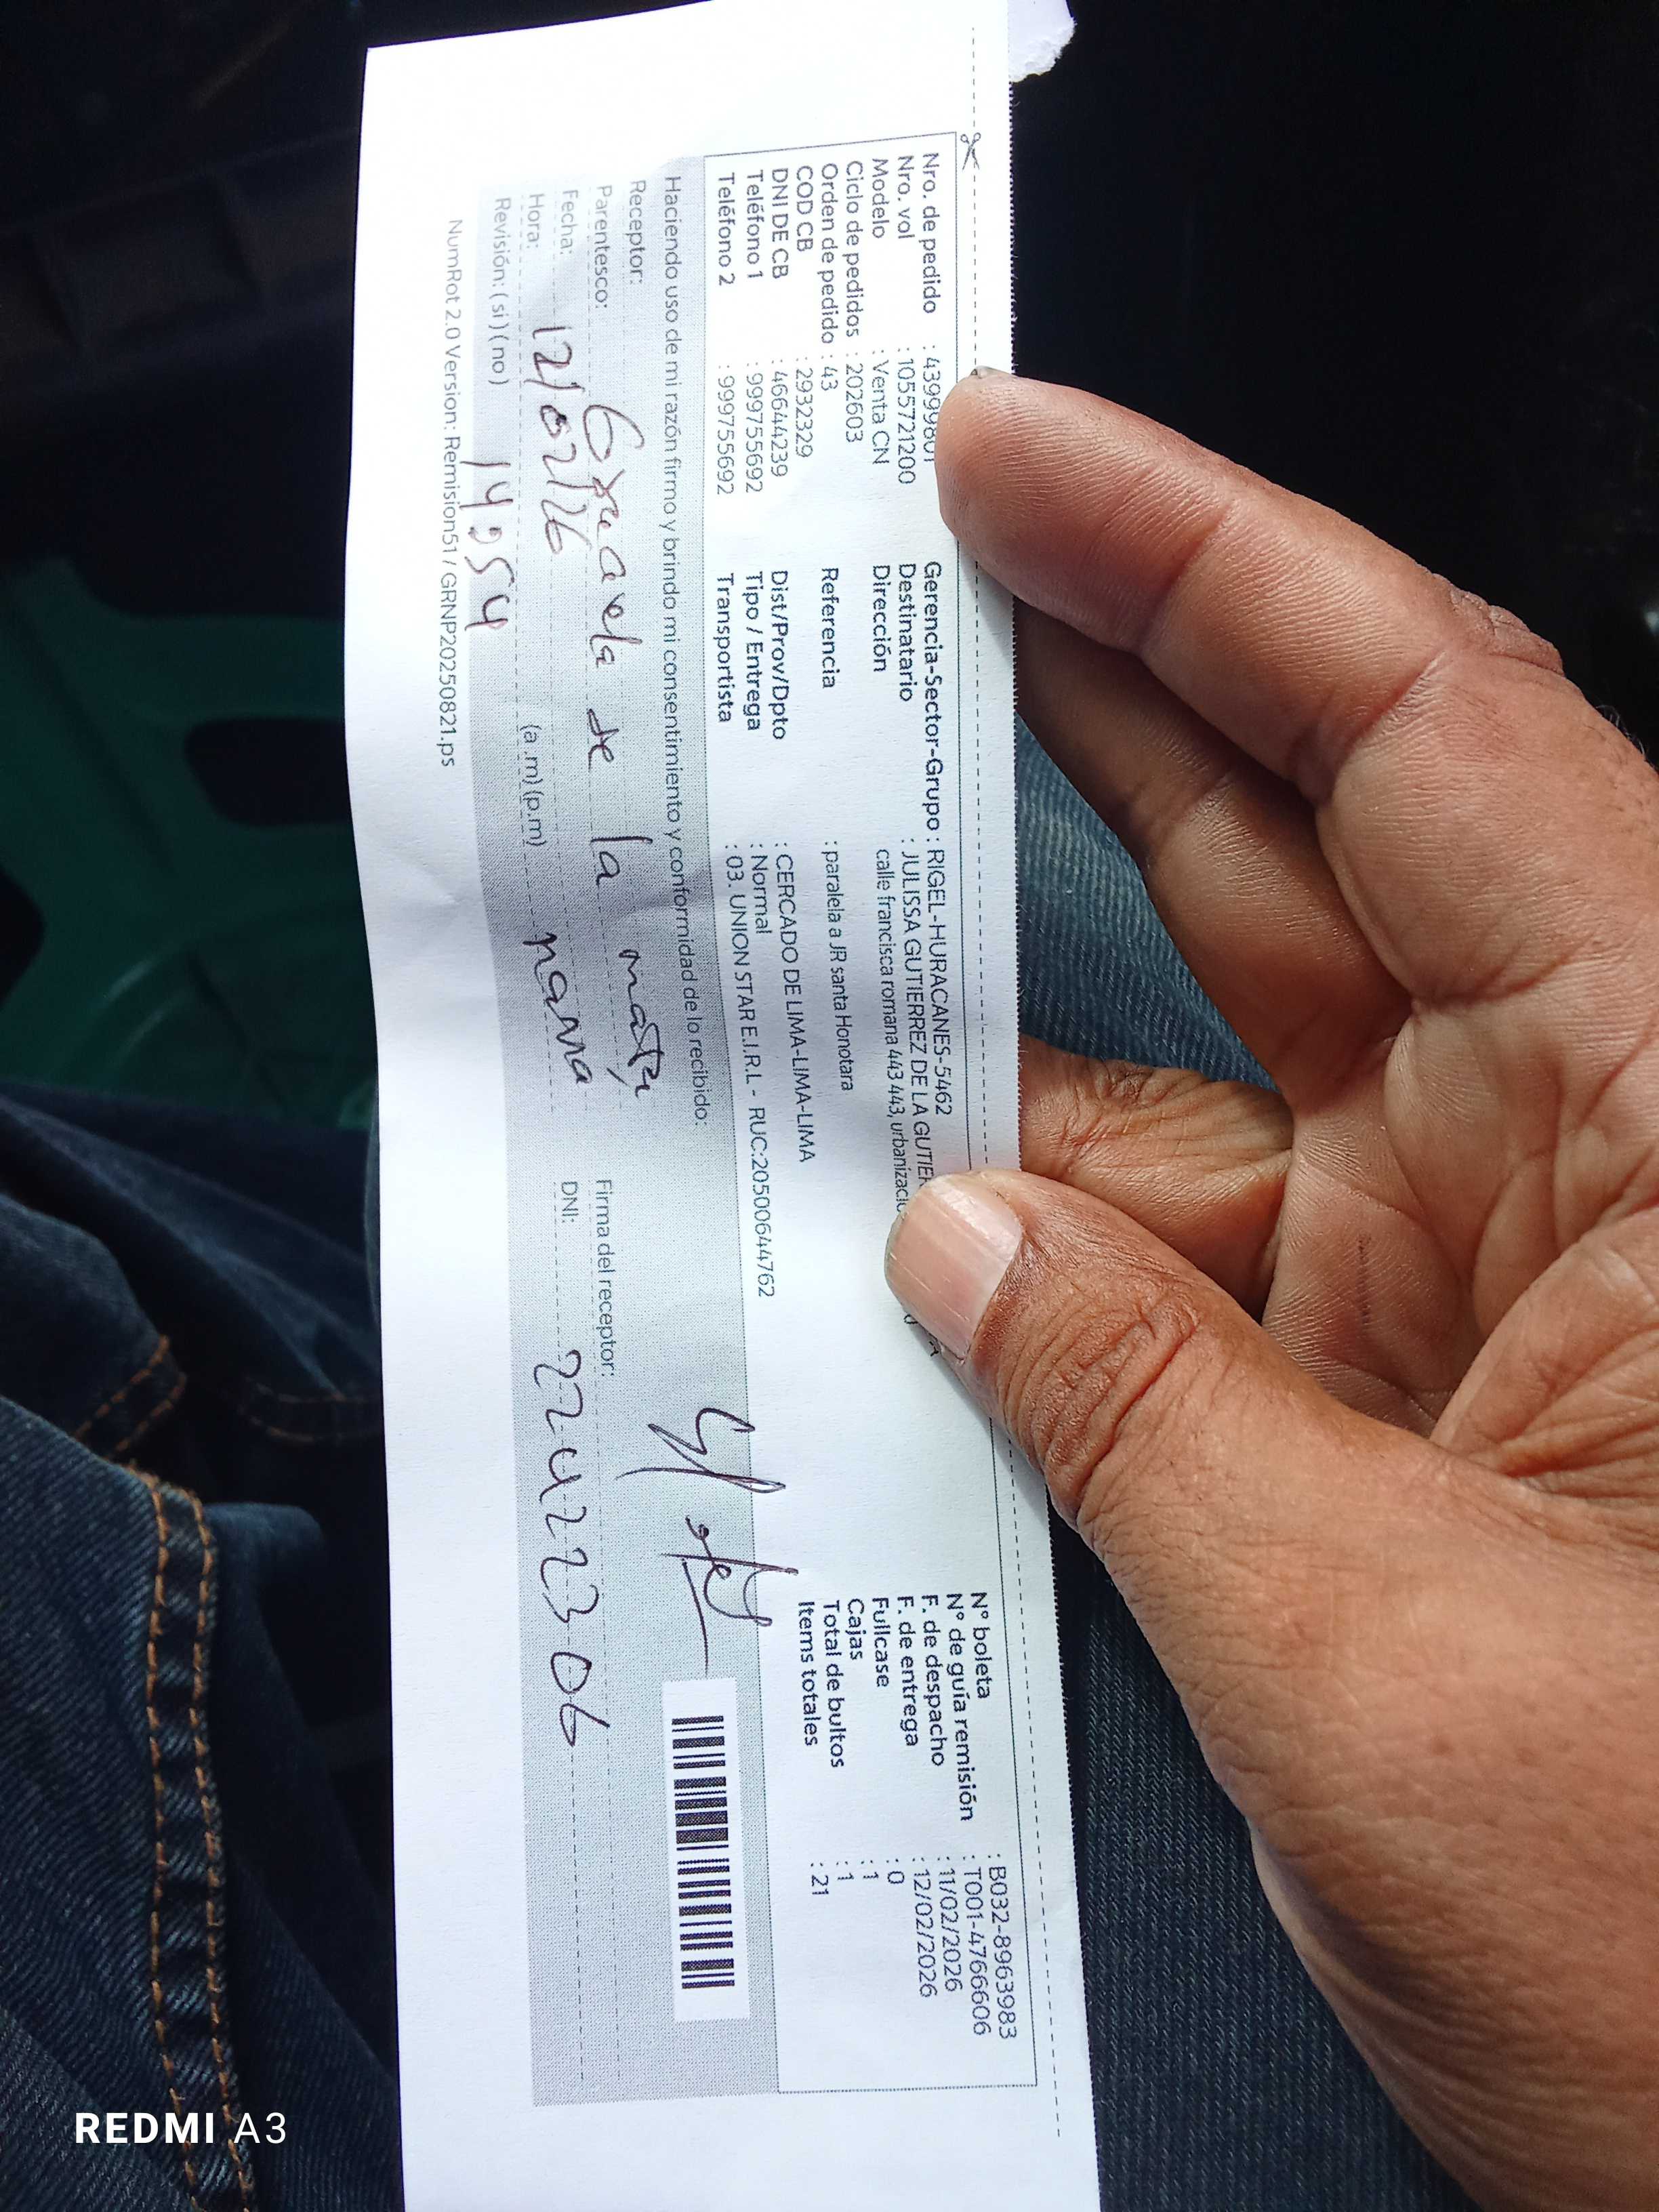 Nro. de pedido : 43999801
Nro. vol : 1055721200
Modelo : Venta CN
Ciclo de pedidos : 202603
Orden de pedido : 43
COD CB : 2932329
DNI DE CB : 46644239
Teléfono 1 : 999755692
Teléfono 2 : 999755692
Gerencia-Sector-Grupo : RIGEL-HURACANES-5462
Destinatario : JULISSA GUTIERREZ DE LA
Dirección calle francisca romana 443 443,
Referencia : paralela a JR santa Honotara
Dist/Prov/Dpto : CERCADO DE LIMA-LIMA-LIMA
Tipo / Entrega : Normal
Transportista : 03. UNION STAR E.I.R.L - RUC:20500644762
N° boleta : B032-8963983
N° de guía remisión : T001-4766606
F. de despacho : 11/02/2026
F. de entrega : 12/02/2026
Fullcase : 0
Cajas : 1
Total de bultos : 1
Items totales : 21
Haciendo uso de mi razón firmo y brindo mi consentimiento y conformidad de lo recibido:
Receptor: de la
Parentesco: mama
Fecha: 12/02/26
Hora: 14:54 (a.m) (p.m)
Revisión: (si) (no)
Firma del receptor:
DNI: 22422306
NumRot 2.0 Version: Remision51 / GRNP20250821.ps
REDMI A3